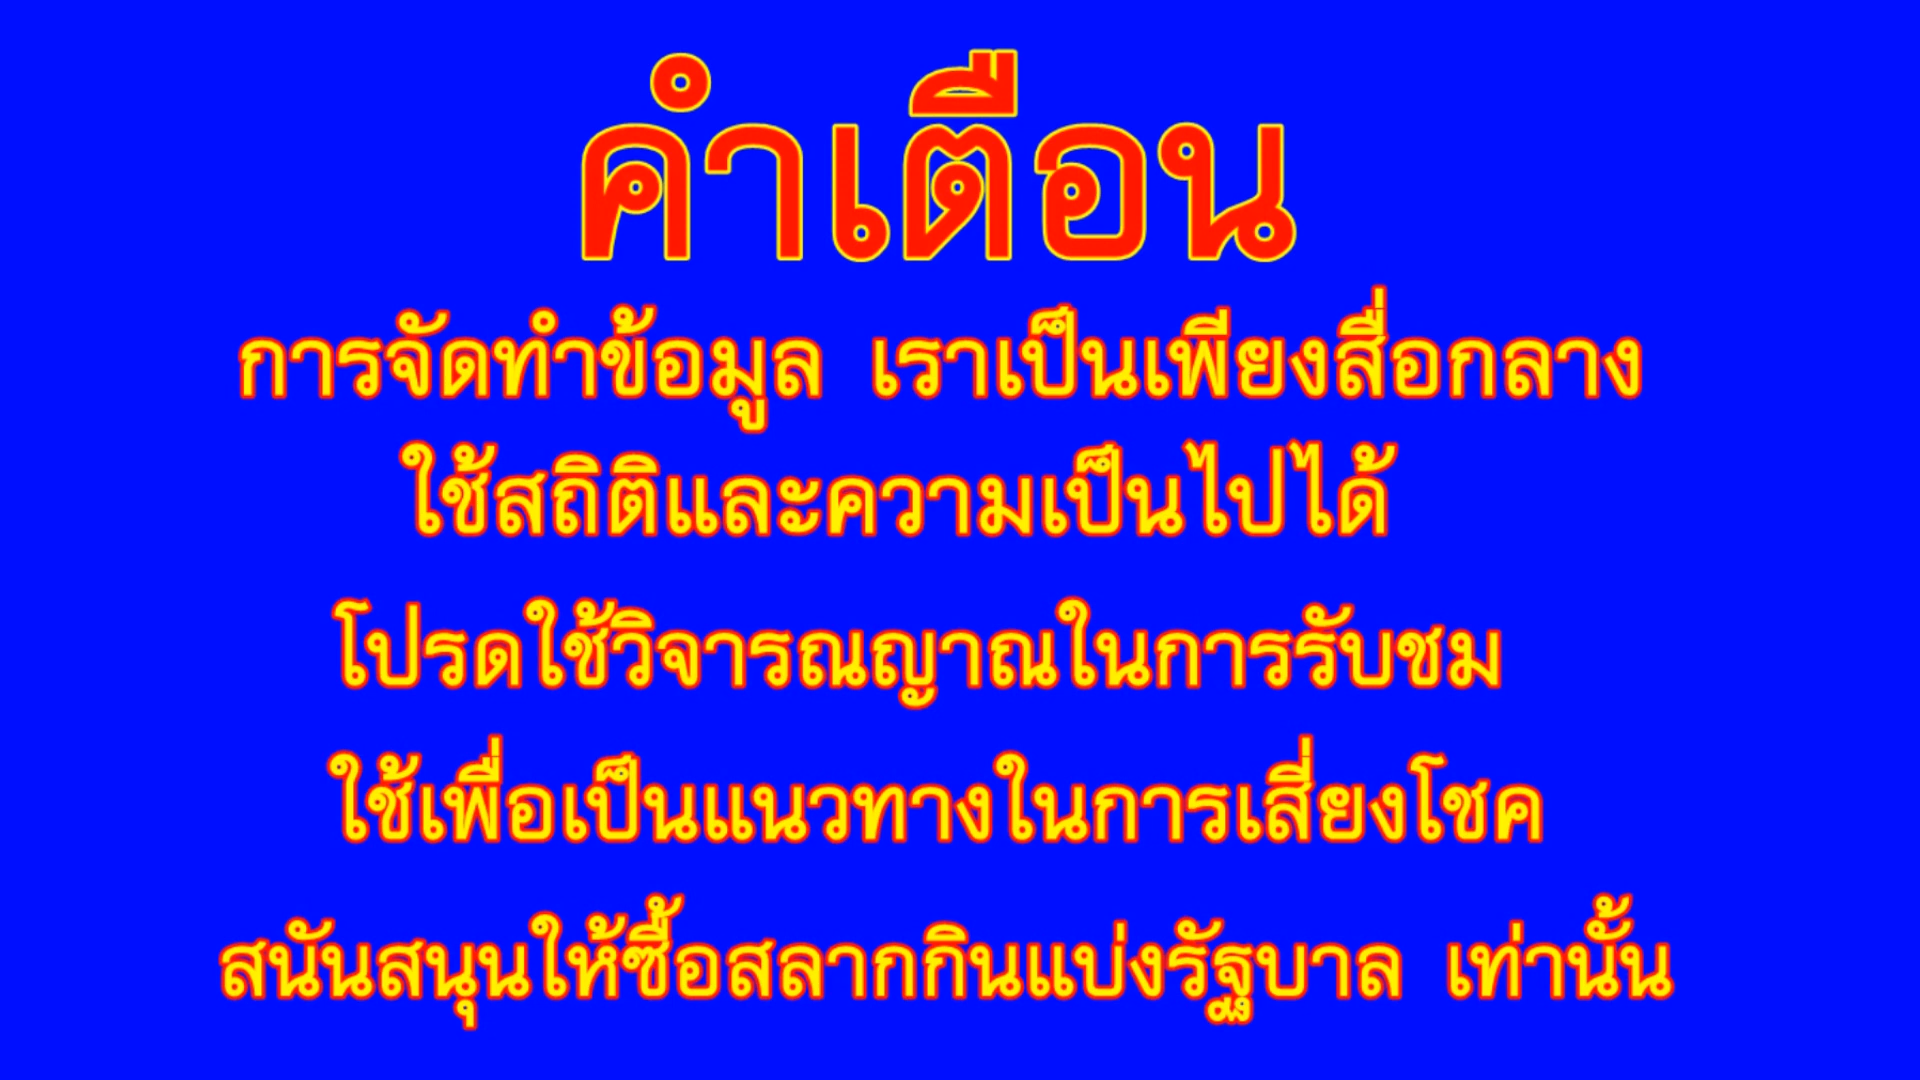 คำเตือน
การจัดทำข้อมูล เราเป็นเพียงสื่อกลาง
ใช้สถิติและความเป็นไปได้
โปรดใช้วิจารณญาณในการรับชม
ใช้เพื่อเป็นแนวทางในการเสี่ยงโชค
สนันสนุนให้ซื้อสลากกินแบ่งรัฐบาล เท่านั้น